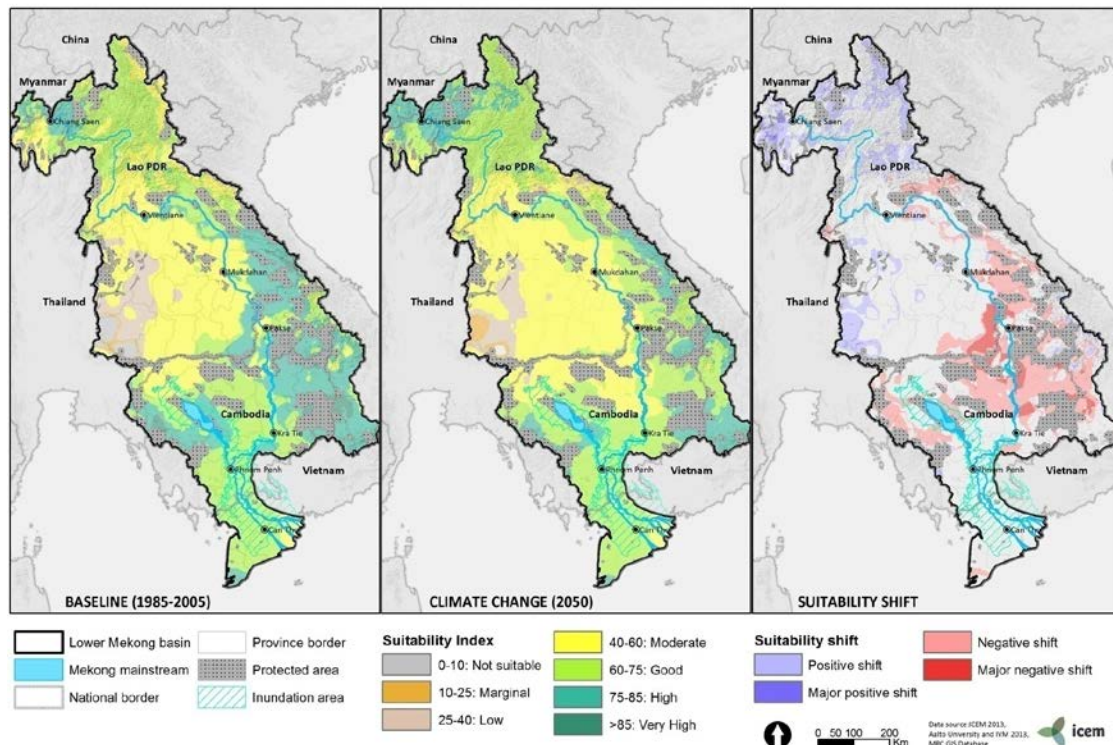 China
Myanmar
Chiang Saen
Lao PDR
Vientiane
Mukdahan
Thailand
Pakse
Cambodia
Kra Tie
Phnom Penh
Vietnam
BASELINE (1985-2005)
China
Myanmar
Chiang Saen
Lao PDR
Vientiane
Mukdahan
Thailand
Pakse
Cambodia
Kra Tie
Phnom Penh
Vietnam
CLIMATE CHANGE (2050)
China
Myanmar
Chiang Saen
Lao PDR
Vientiane
Mukdahan
Thailand
Pakse
Cambodia
Kra Tie
Phnom Penh
Vietnam
SUITABILITY SHIFT
Lower Mekong basin
Mekong mainstream
National border
Province border
Protected area
Inundation area
Suitability Index
0-10: Not suitable
10-25: Marginal
25-40: Low
40-60: Moderate
60-75: Good
75-85: High
>85: Very High
Suitability shift
Positive shift
Major positive shift
Negative shift
Major negative shift
0 50 100 200
Km
Data source ICEM 2013,
Aalto University and IVM 2013,
MRC GIS Database
icem